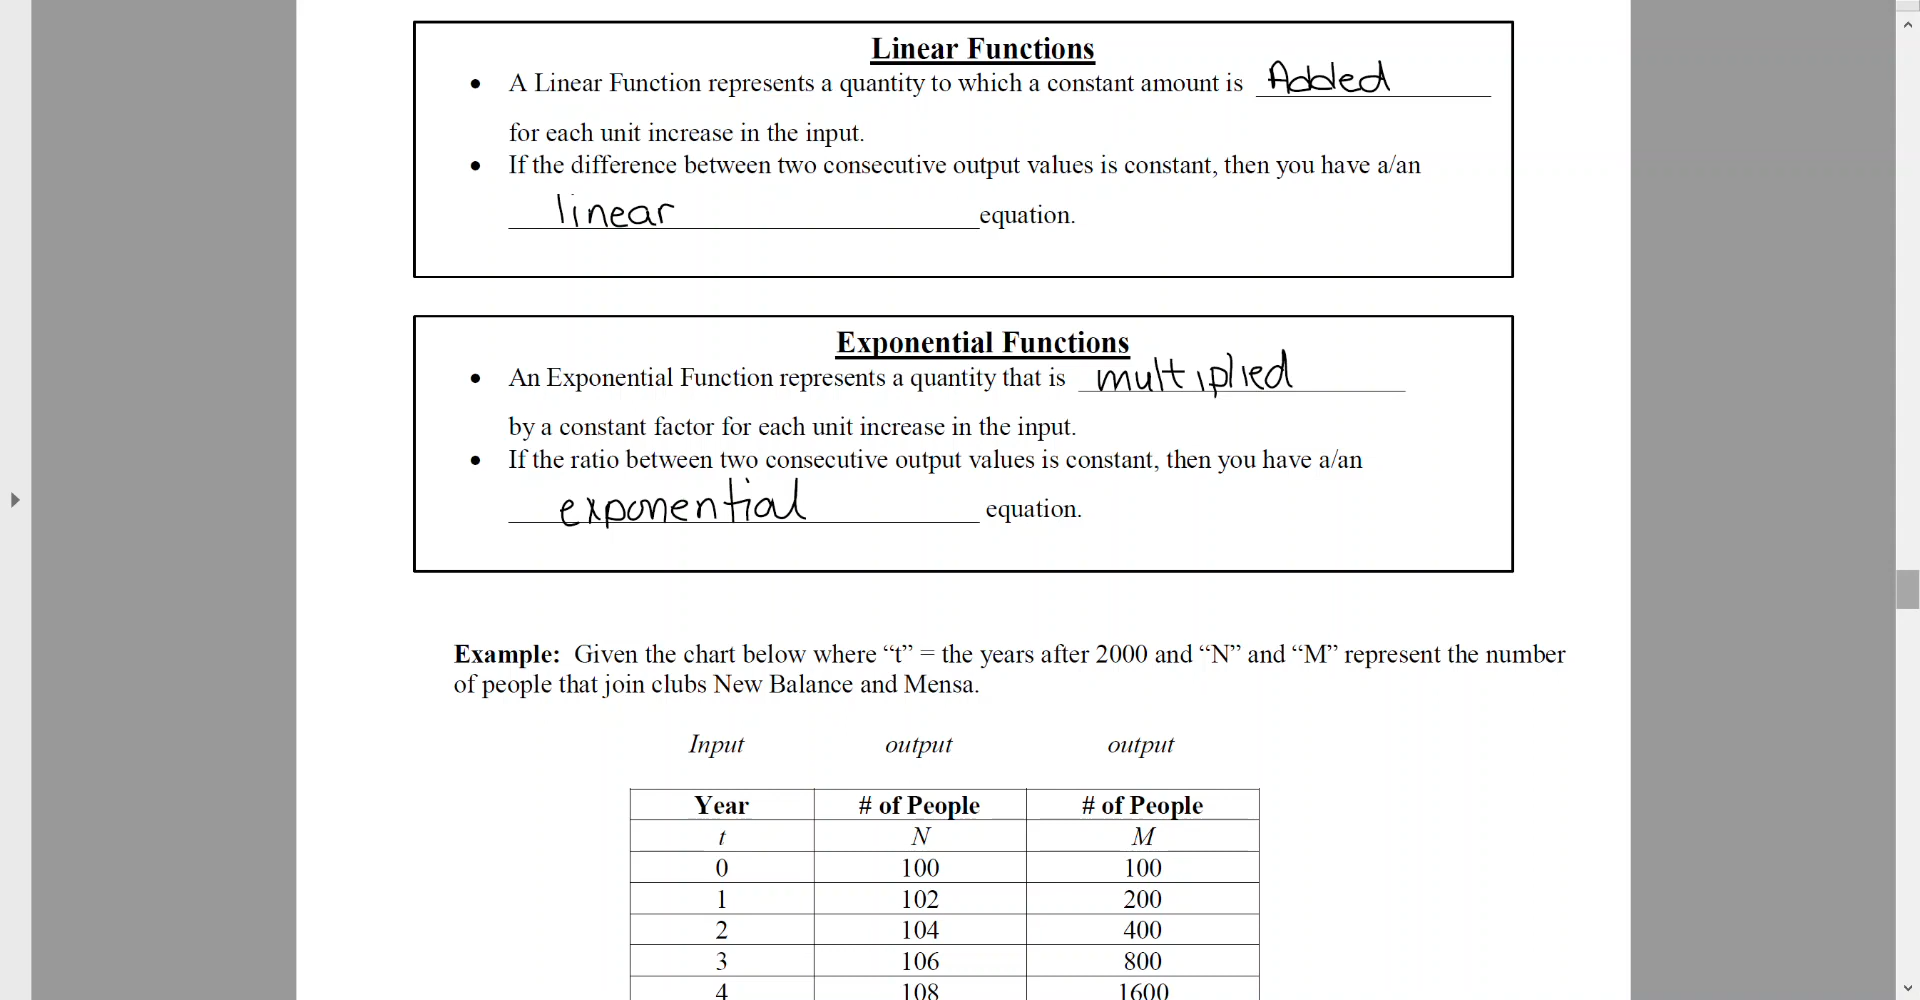 Linear Functions
• A Linear Function represents a quantity to which a constant amount is Added
for each unit increase in the input.
• If the difference between two consecutive output values is constant, then you have a/an
linear equation.
Exponential Functions
• An Exponential Function represents a quantity that is multiplied
by a constant factor for each unit increase in the input.
• If the ratio between two consecutive output values is constant, then you have a/an
exponential equation.
Example: Given the chart below where “t” = the years after 2000 and “N” and “M” represent the number
of people that join clubs New Balance and Mensa.
Input output output
Year # of People # of People
t N M
0 100 100
1 102 200
2 104 400
3 106 800
4 108 1600